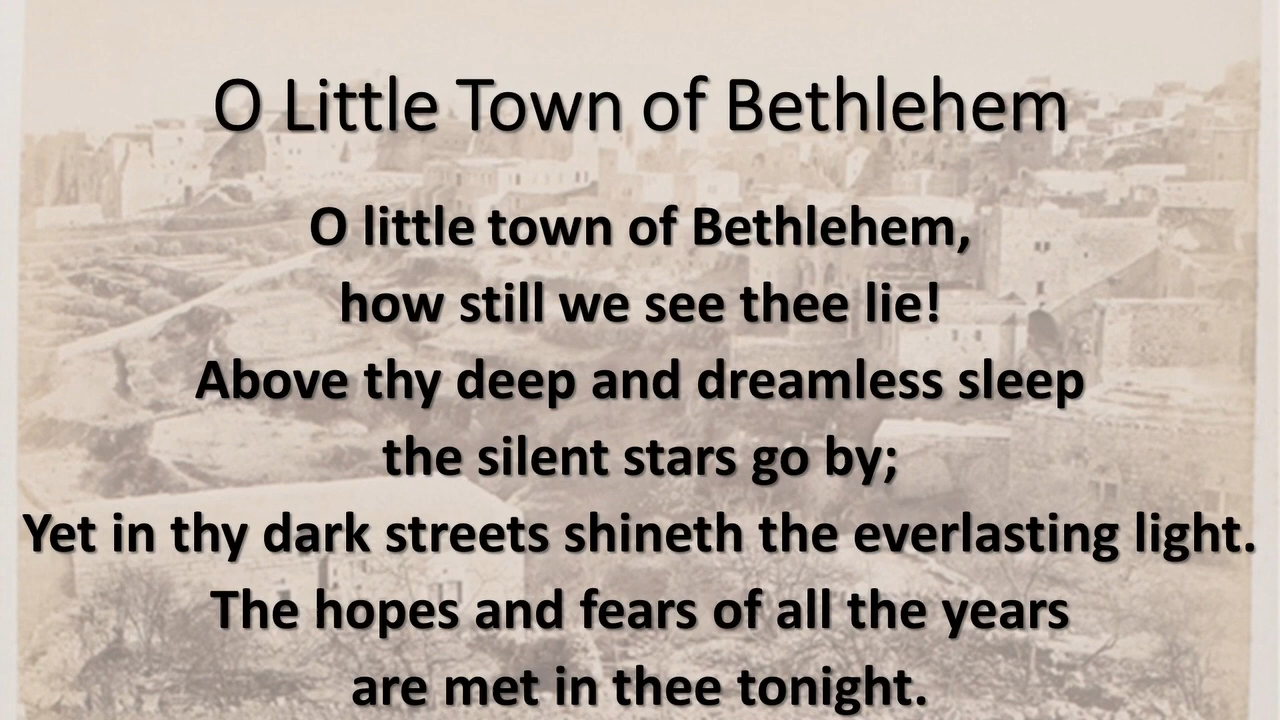 O Little Town of Bethlehem
O little town of Bethlehem,
how still we see thee lie!
Above thy deep and dreamless sleep
the silent stars go by;
Yet in thy dark streets shineth the everlasting light.
The hopes and fears of all the years
are met in thee tonight.